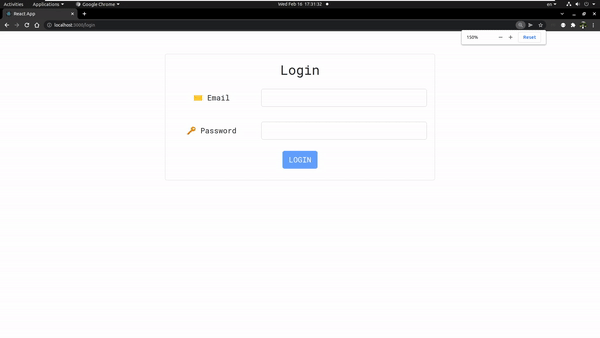 Activities Applications Google Chrome Wed Feb 16 17:31:32 en
React App
localhost:3000/login
150% Reset
Login
Email
Password
LOGIN